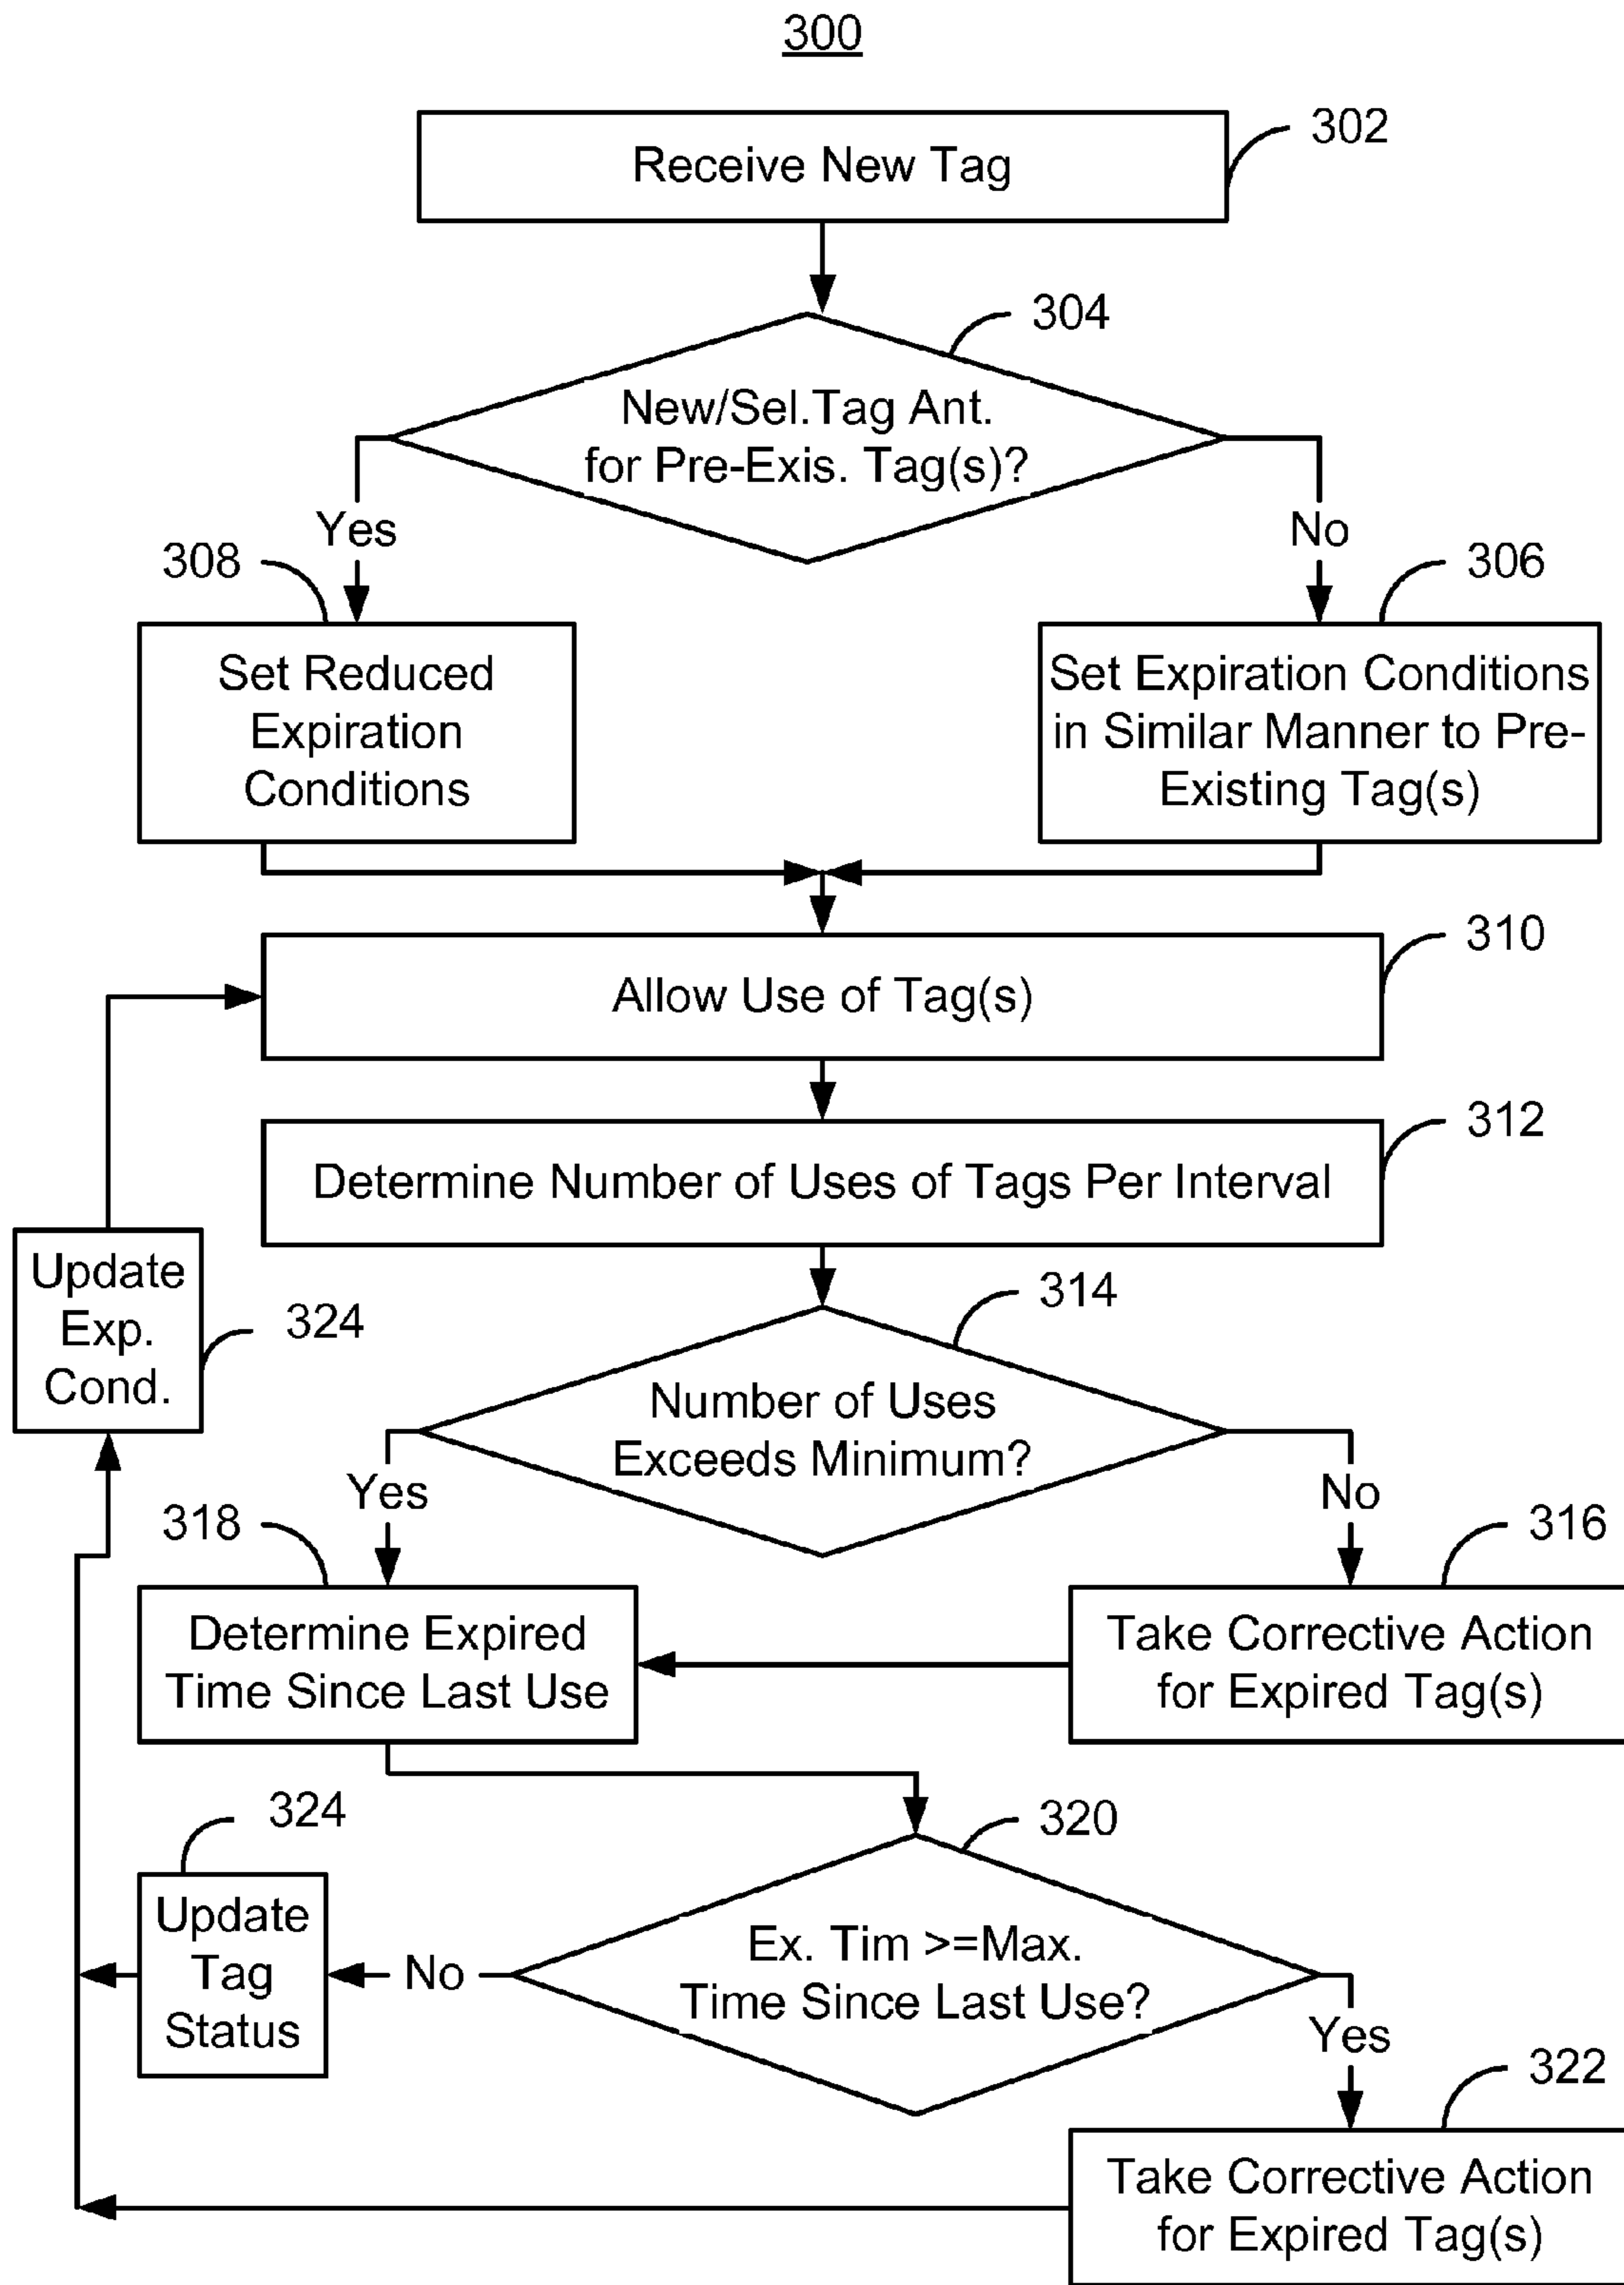 300
302
Receive New Tag
304
New/Sel.Tag Ant.
for Pre-Exis. Tag(s)?
Yes
No
308
306
Set Reduced
Expiration
Conditions
Set Expiration Conditions
in Similar Manner to Pre-
Existing Tag(s)
310
Allow Use of Tag(s)
312
Determine Number of Uses of Tags Per Interval
Update
Exp.
Cond.
324
314
Number of Uses
Exceeds Minimum?
Yes
No
318
316
Determine Expired
Time Since Last Use
Take Corrective Action
for Expired Tag(s)
324
320
Update
Tag
Status
No
Ex. Tim >=Max.
Time Since Last Use?
Yes
322
Take Corrective Action
for Expired Tag(s)